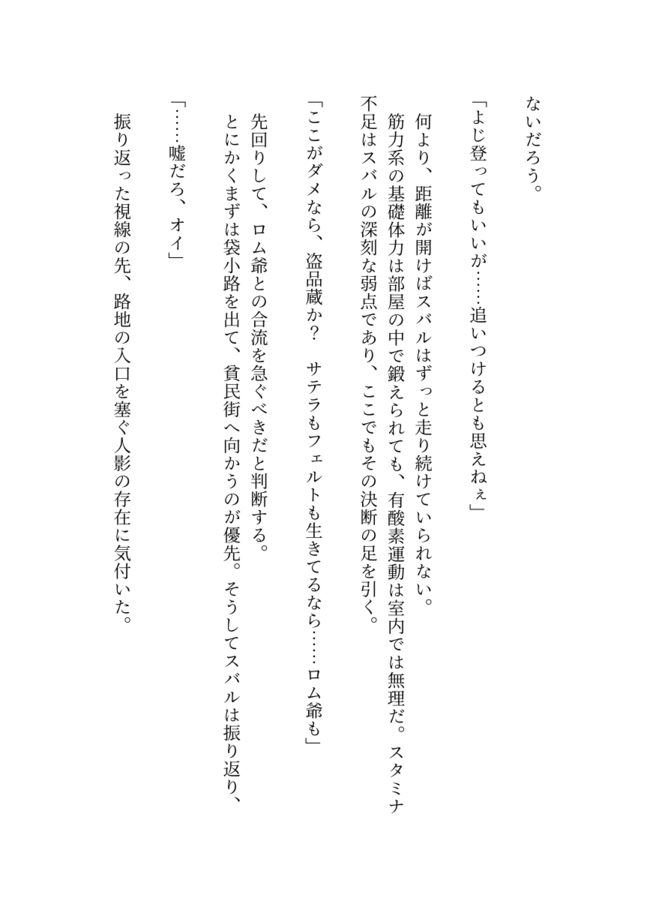 ないだろう。
「よじ登ってもいいが……追いつけるとも思えねぇ」
何より、距離が開けばスバルはずっと走り続けていられない。
筋力系の基礎体力は部屋の中で鍛えられても、有酸素運動は室内では無理だ。スタミナ
不足はスバルの深刻な弱点であり、ここでもその決断の足を引く。
「ここがダメなら、盗品蔵か？　サテラもフェルトも生きてるなら……ロム爺も」
先回りして、ロム爺との合流を急ぐべきだと判断する。
とにかくまずは袋小路を出て、貧民街へ向かうのが優先。そうしてスバルは振り返り、
「……嘘だろ、オイ」
振り返った視線の先、路地の入口を塞ぐ人影の存在に気付いた。